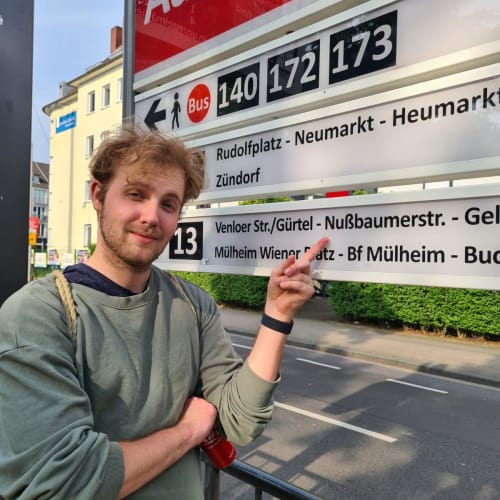 Bus 140 172 173
Rudolfplatz - Neumarkt - Heumarkt
Zündorf
13 Venloer Str./Gürtel - Nußbaumerstr. - Gel
Mülheim Wiener Platz - Bf Mülheim - Buc